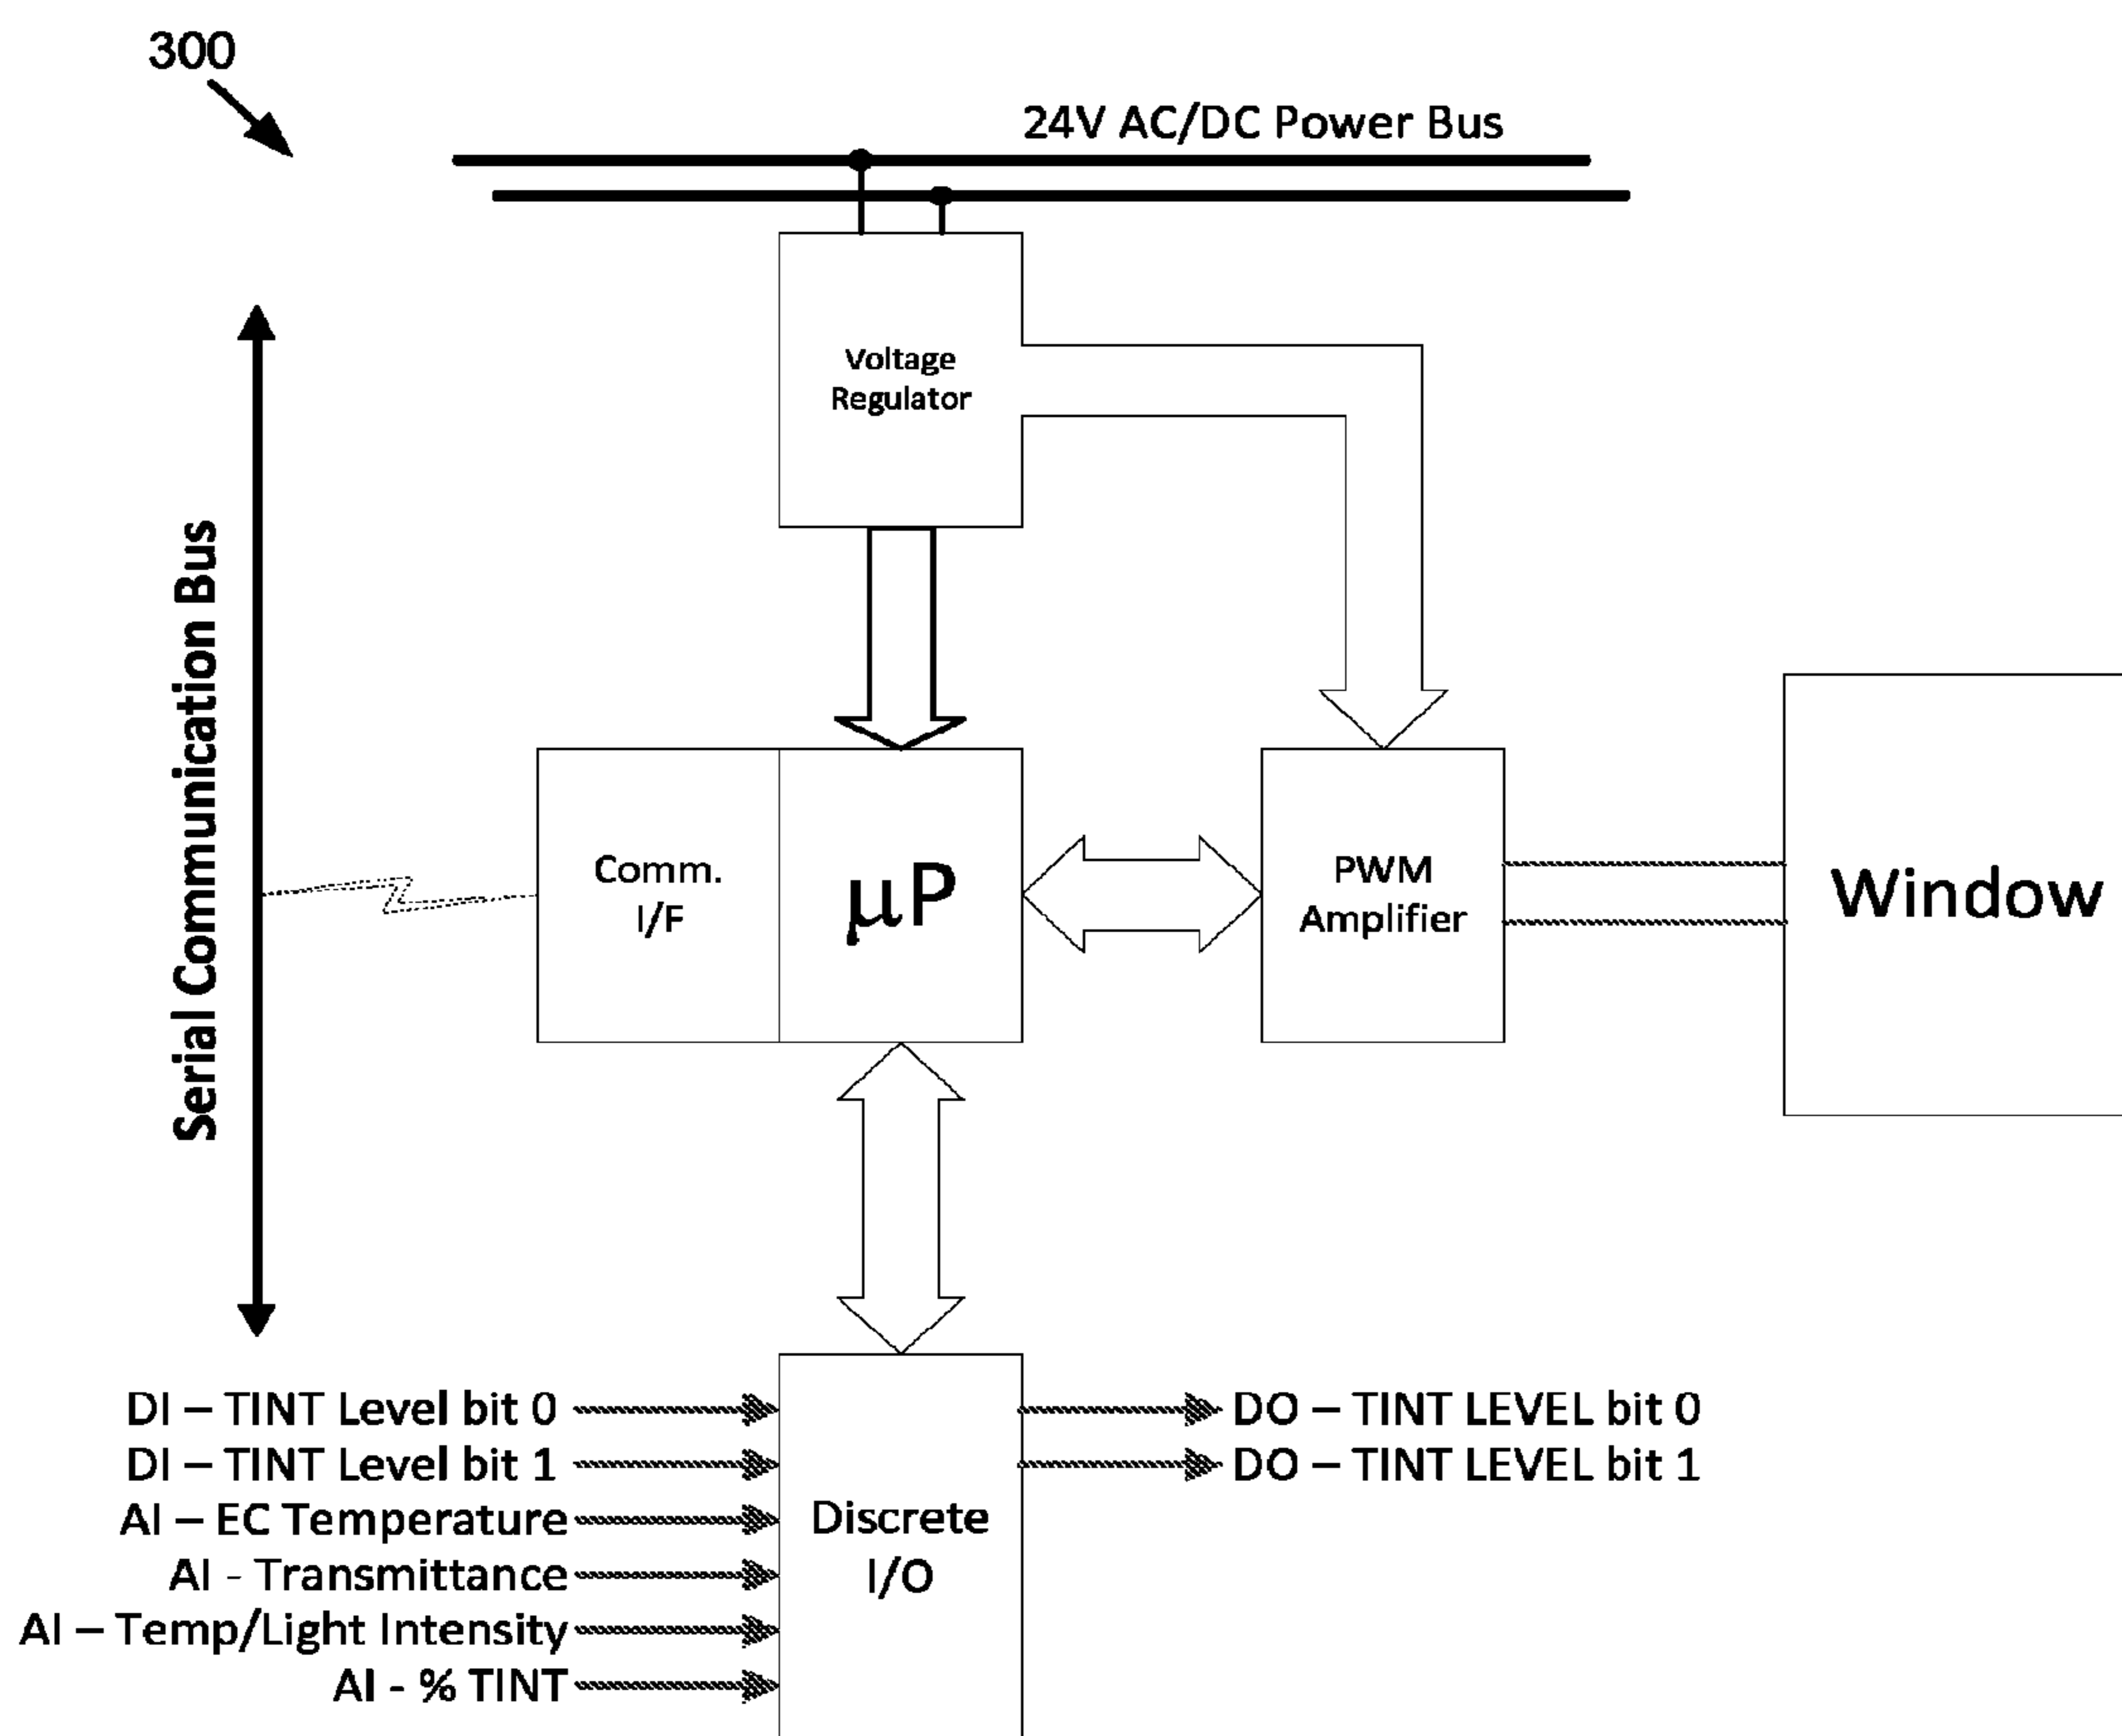 300
24V AC/DC Power Bus
Voltage
Regulator
Serial Communication Bus
Comm.
I/F
μP
PWM
Amplifier
Window
DI – TINT Level bit 0
DI – TINT Level bit 1
AI – EC Temperature
AI - Transmittance
AI – Temp/Light Intensity
AI - % TINT
Discrete
I/O
DO – TINT LEVEL bit 0
DO – TINT LEVEL bit 1